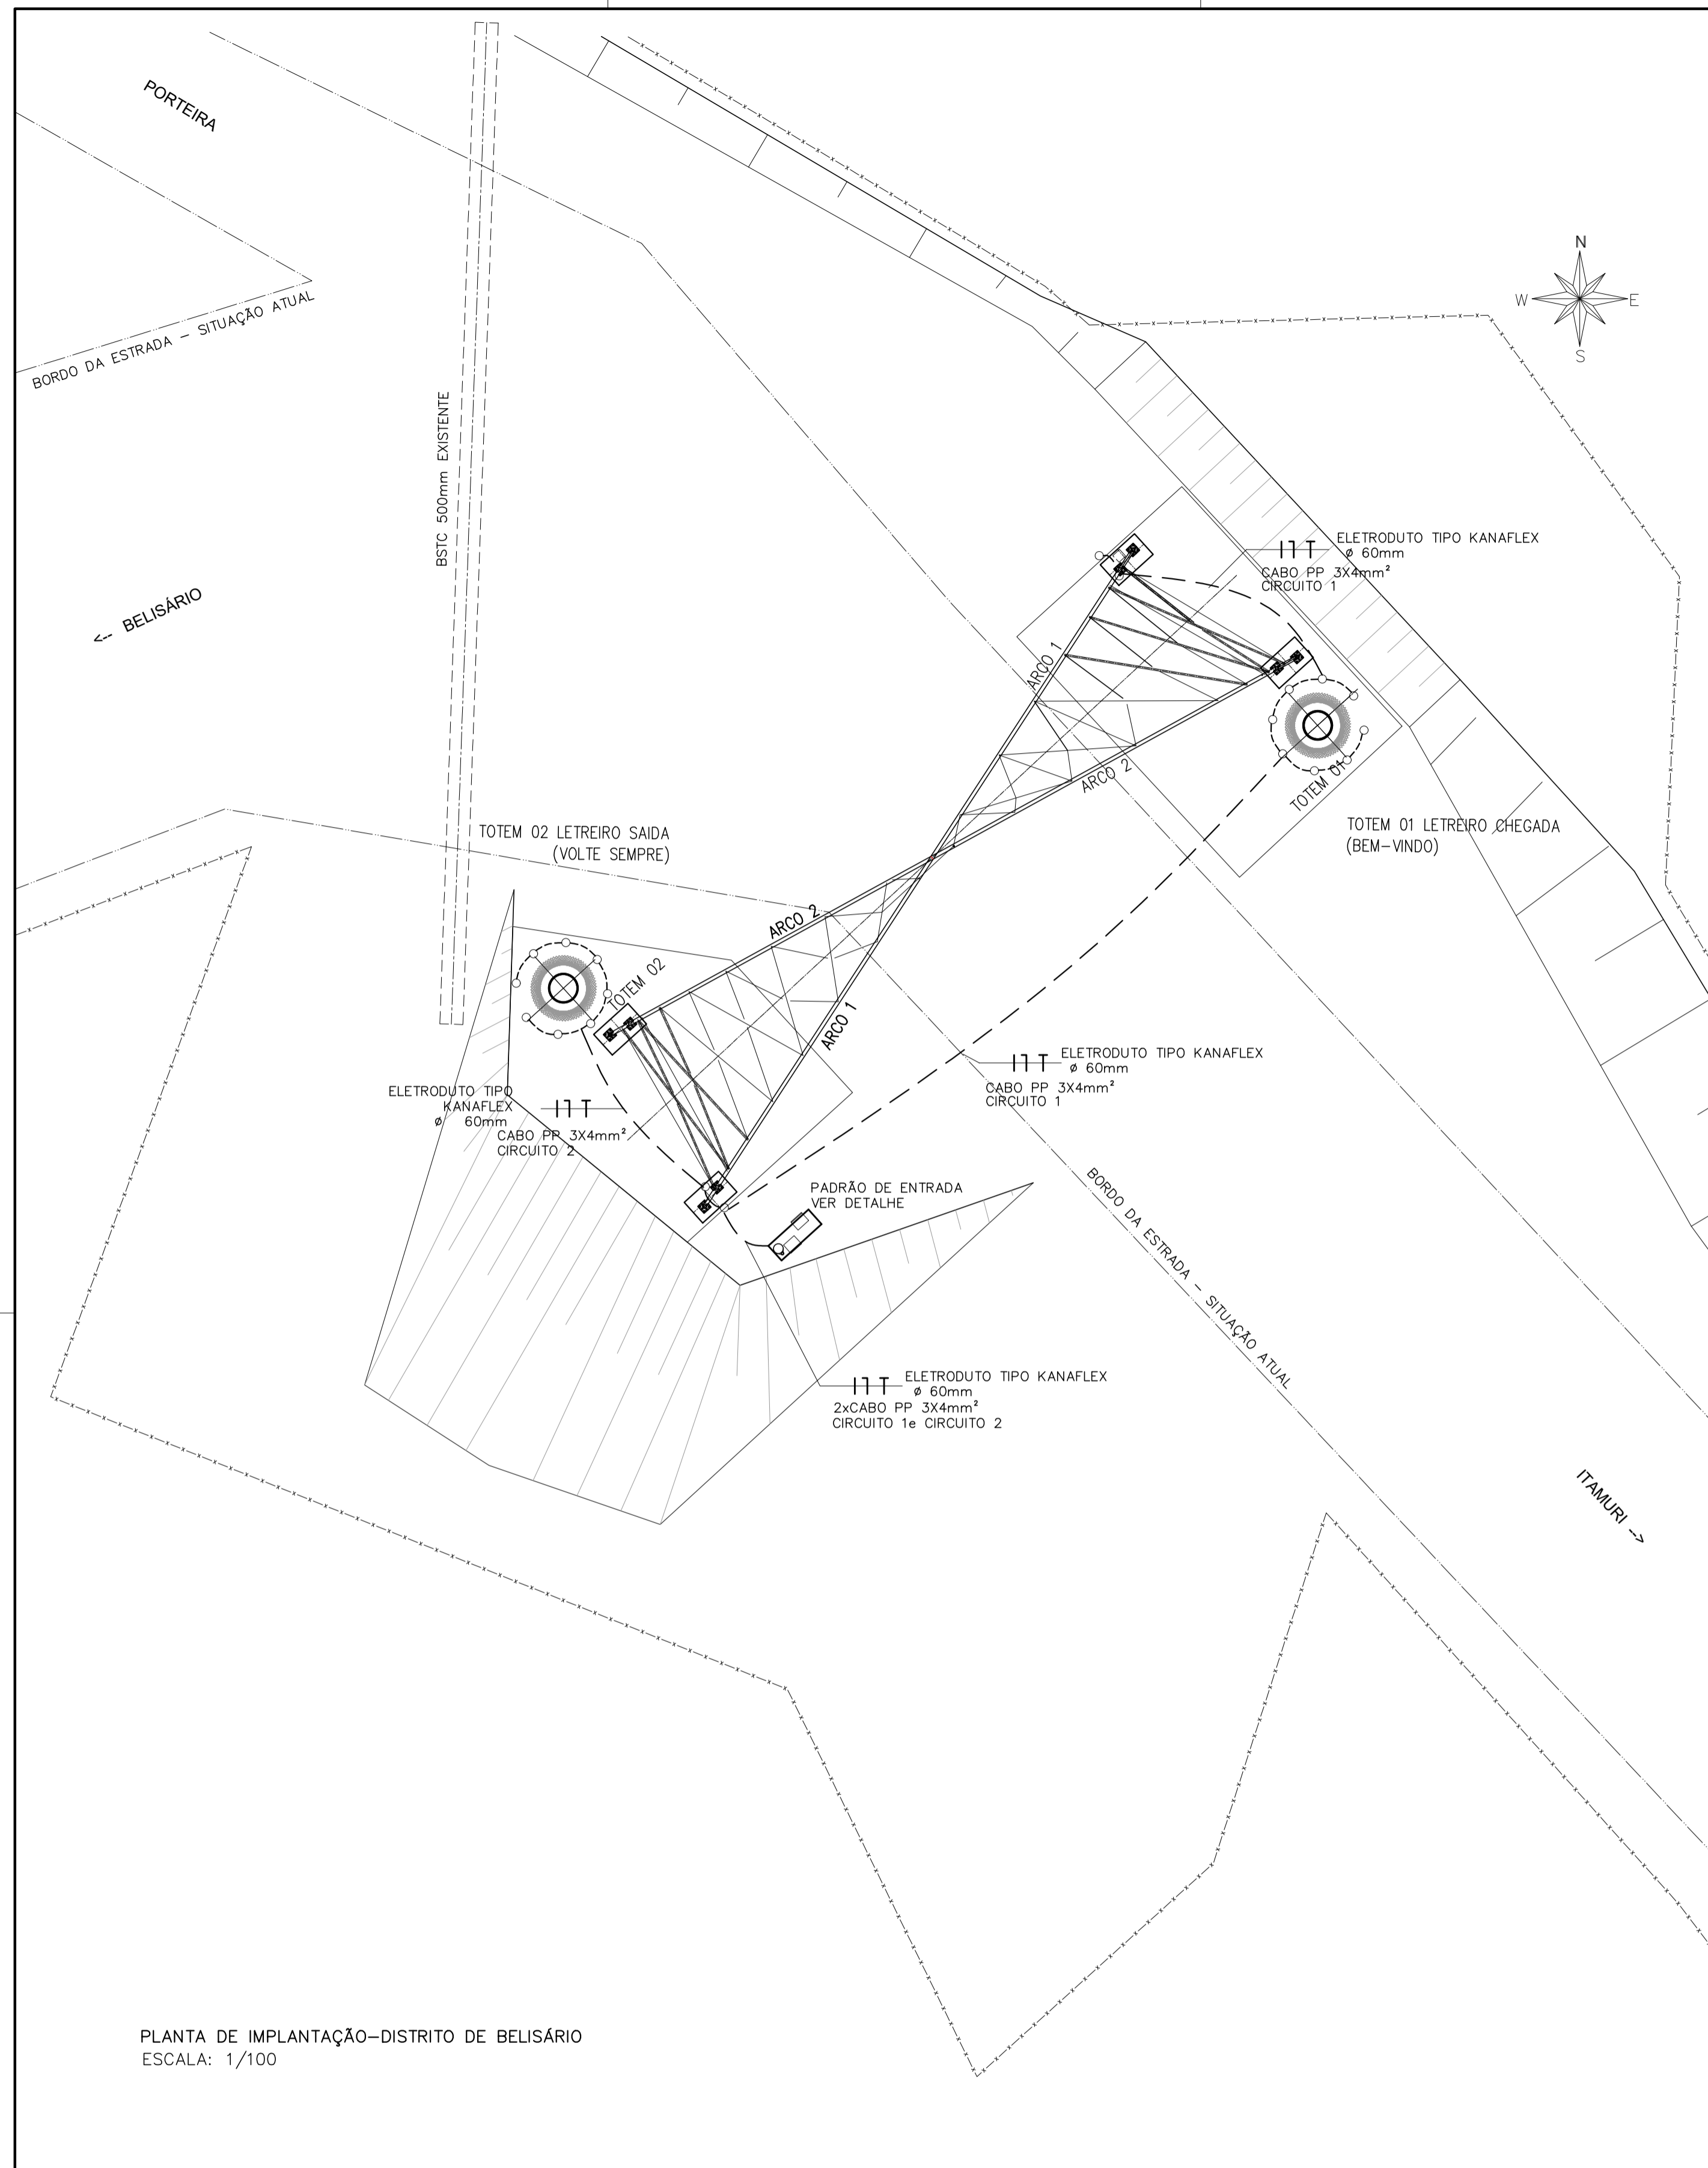 PORTEIRA
N
W
E
S
BORDO DA ESTRADA - SITUAÇÃO ATUAL
BSTC 500mm EXISTENTE
<-- BELISÁRIO
ELETRODUTO TIPO KANAFLEX
ø 60mm
CABO PP 3X4mm²
CIRCUITO 1
ARCO 1
ARCO 2
TOTEM 01
TOTEM 01 LETREIRO CHEGADA
(BEM-VINDO)
TOTEM 02 LETREIRO SAIDA
(VOLTE SEMPRE)
ARCO 2
TOTEM 02
ARCO 1
ELETRODUTO TIPO KANAFLEX
ø 60mm
CABO PP 3X4mm²
CIRCUITO 1
ELETRODUTO TIPO
KANAFLEX
ø 60mm
CABO PP 3X4mm²
CIRCUITO 2
PADRÃO DE ENTRADA
VER DETALHE
BORDO DA ESTRADA - SITUAÇÃO ATUAL
ELETRODUTO TIPO KANAFLEX
ø 60mm
2xCABO PP 3X4mm²
CIRCUITO 1e CIRCUITO 2
ITAMURI -->
PLANTA DE IMPLANTAÇÃO-DISTRITO DE BELISÁRIO
ESCALA: 1/100